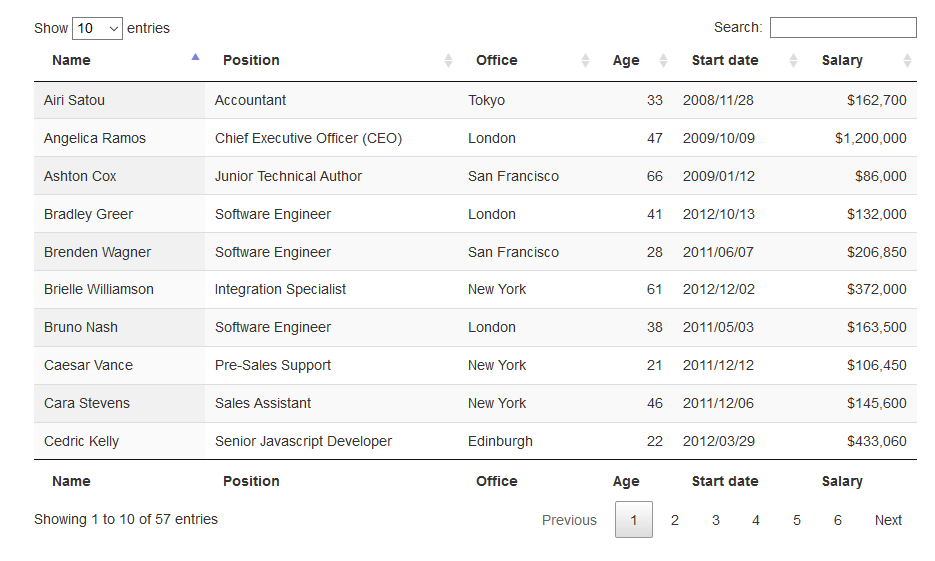 Show 10 entries Search:
Name Position Office Age Start date Salary
Airi Satou Accountant Tokyo 33 2008/11/28 $162,700
Angelica Ramos Chief Executive Officer (CEO) London 47 2009/10/09 $1,200,000
Ashton Cox Junior Technical Author San Francisco 66 2009/01/12 $86,000
Bradley Greer Software Engineer London 41 2012/10/13 $132,000
Brenden Wagner Software Engineer San Francisco 28 2011/06/07 $206,850
Brielle Williamson Integration Specialist New York 61 2012/12/02 $372,000
Bruno Nash Software Engineer London 38 2011/05/03 $163,500
Caesar Vance Pre-Sales Support New York 21 2011/12/12 $106,450
Cara Stevens Sales Assistant New York 46 2011/12/06 $145,600
Cedric Kelly Senior Javascript Developer Edinburgh 22 2012/03/29 $433,060
Name Position Office Age Start date Salary
Showing 1 to 10 of 57 entries Previous 1 2 3 4 5 6 Next